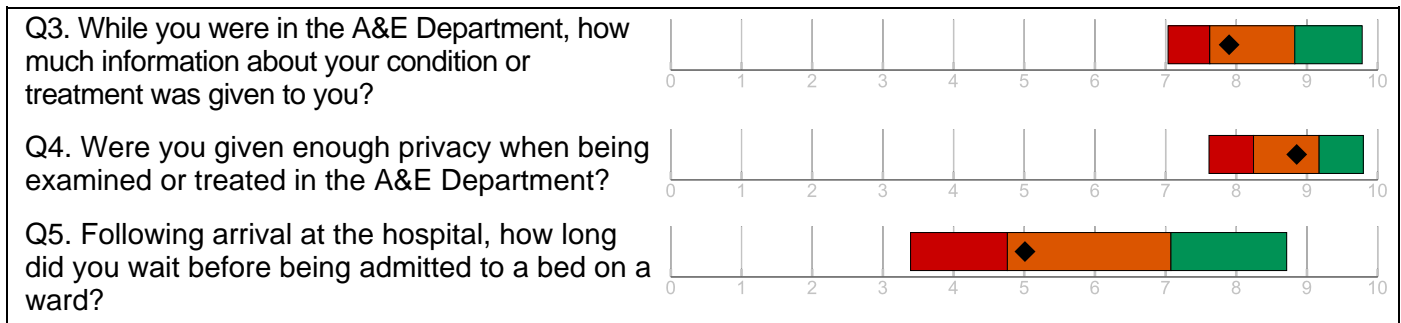 Q3. While you were in the A&E Department, how
much information about your condition or
treatment was given to you?
0 1 2 3 4 5 6 7 8 9 10
Q4. Were you given enough privacy when being
examined or treated in the A&E Department?
0 1 2 3 4 5 6 7 8 9 10
Q5. Following arrival at the hospital, how long
did you wait before being admitted to a bed on a
ward?
0 1 2 3 4 5 6 7 8 9 10